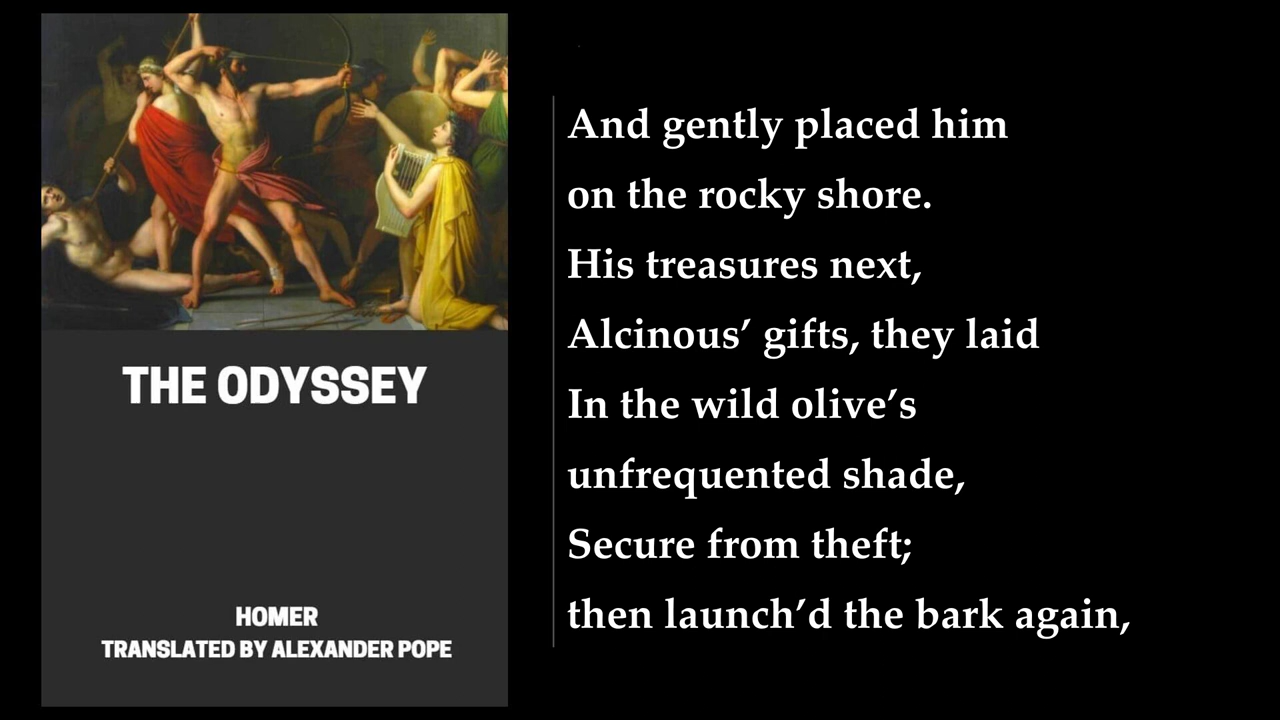 THE ODYSSEY
HOMER
TRANSLATED BY ALEXANDER POPE
And gently placed him
on the rocky shore.
His treasures next,
Alcinous’ gifts, they laid
In the wild olive’s
unfrequented shade,
Secure from theft;
then launch’d the bark again,